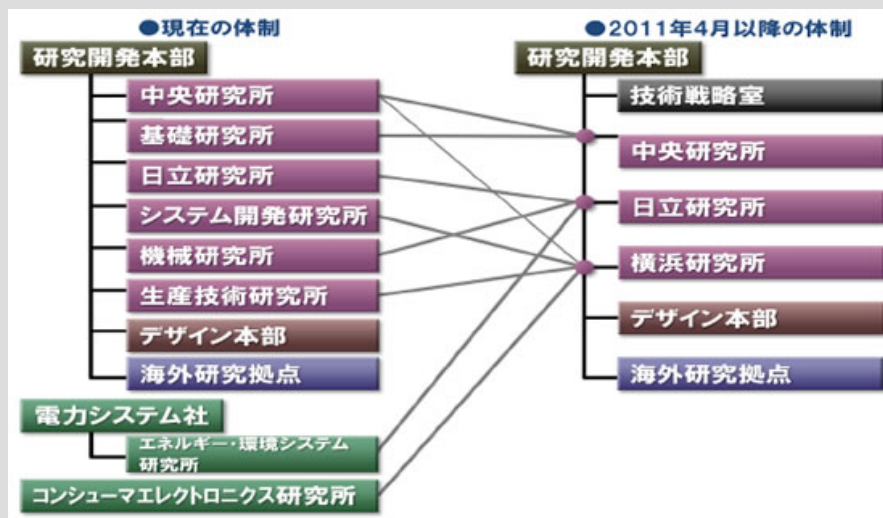 ●現在の体制
研究開発本部
中央研究所
基礎研究所
日立研究所
システム開発研究所
機械研究所
生産技術研究所
デザイン本部
海外研究拠点
電力システム社
エネルギー・環境システム
研究所
コンシューマエレクトロニクス研究所
●2011年4月以降の体制
研究開発本部
技術戦略室
中央研究所
日立研究所
横浜研究所
デザイン本部
海外研究拠点